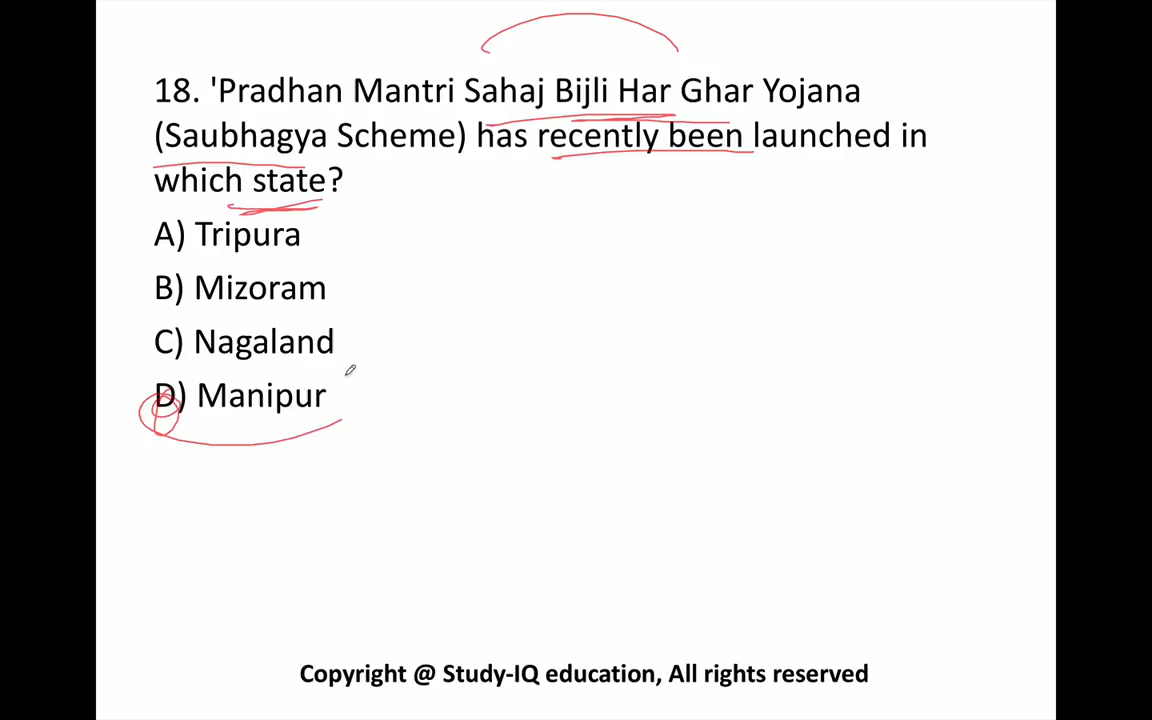 18. 'Pradhan Mantri Sahaj Bijli Har Ghar Yojana
(Saubhagya Scheme) has recently been launched in
which state?
A) Tripura
B) Mizoram
C) Nagaland
D) Manipur
Copyright @ Study-IQ education, All rights reserved